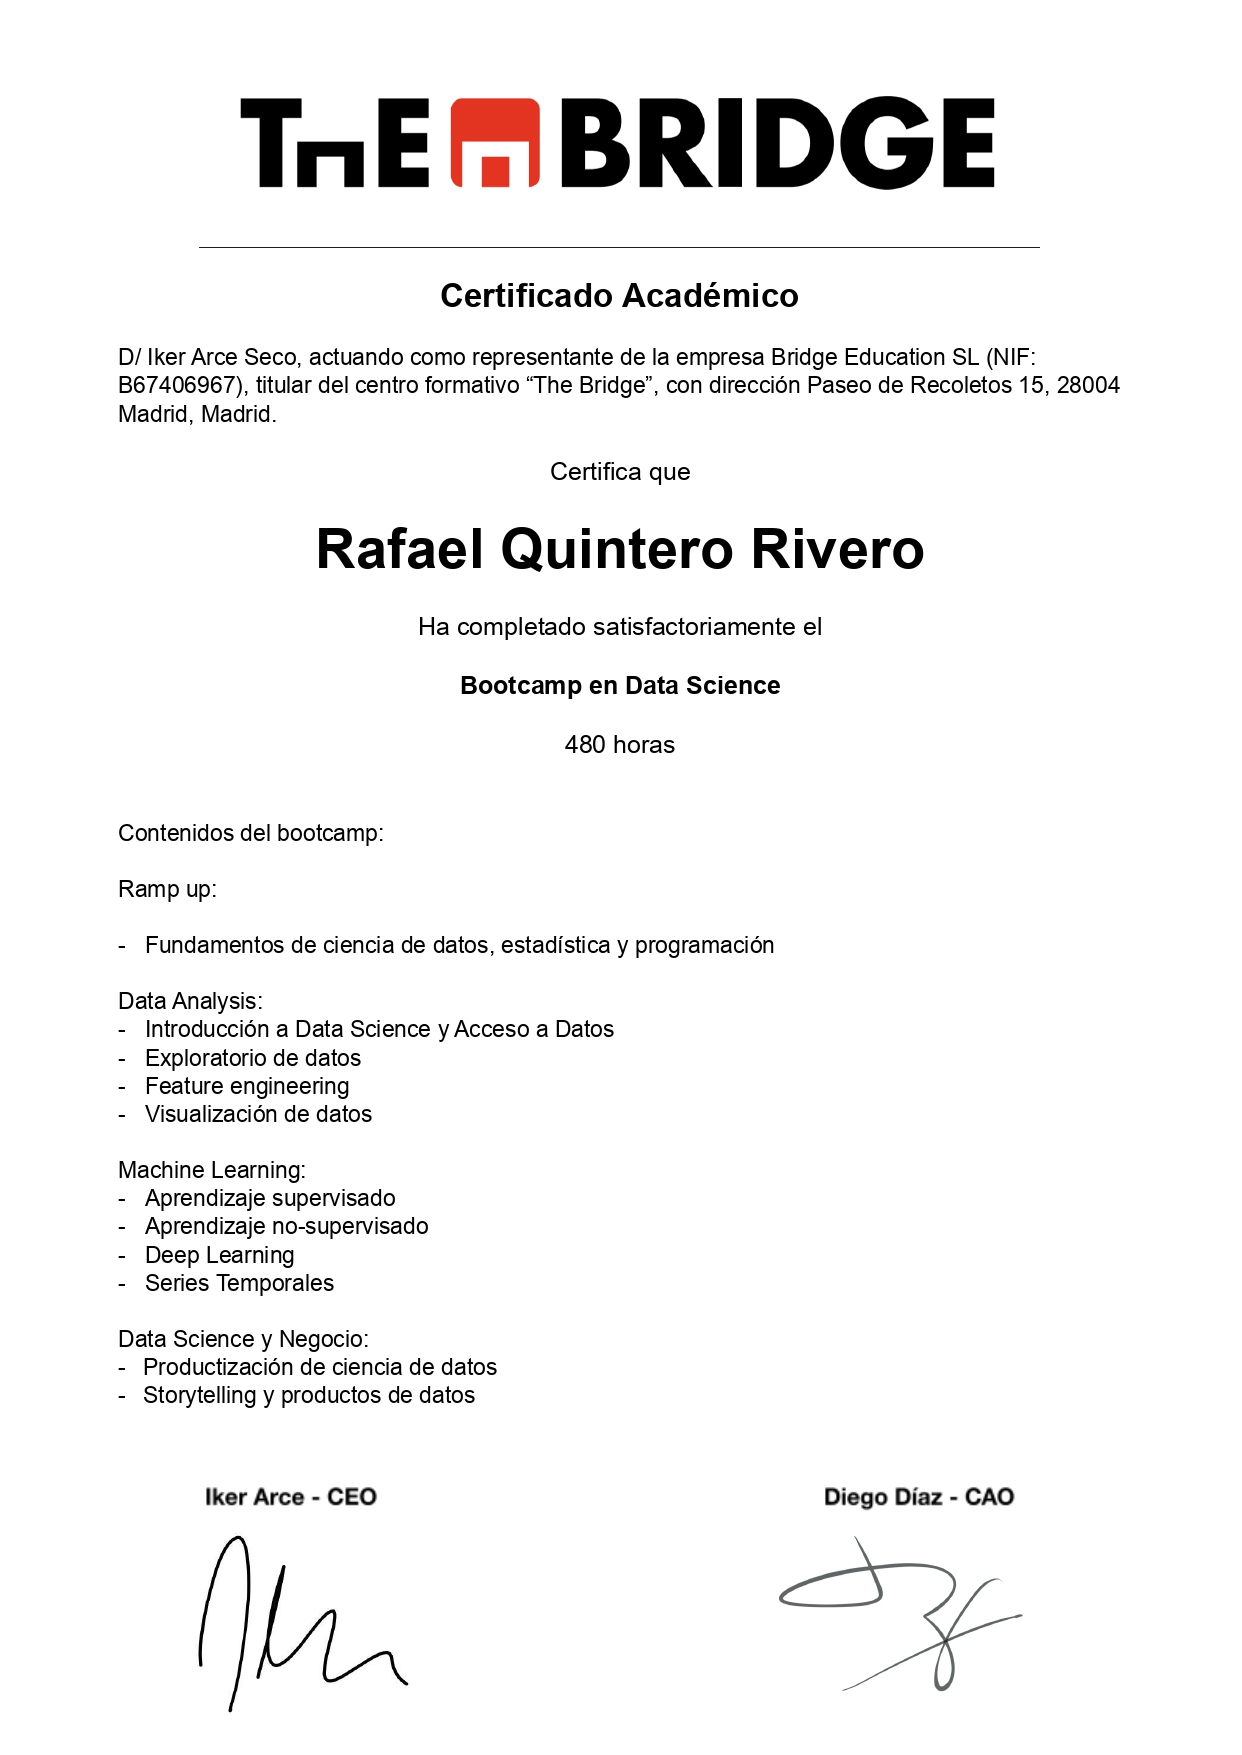 THE BRIDGE
Certificado Académico
D/ Iker Arce Seco, actuando como representante de la empresa Bridge Education SL (NIF:
B67406967), titular del centro formativo “The Bridge”, con dirección Paseo de Recoletos 15, 28004
Madrid, Madrid.
Certifica que
Rafael Quintero Rivero
Ha completado satisfactoriamente el
Bootcamp en Data Science
480 horas
Contenidos del bootcamp:
Ramp up:
- Fundamentos de ciencia de datos, estadística y programación
Data Analysis:
- Introducción a Data Science y Acceso a Datos
- Exploratorio de datos
- Feature engineering
- Visualización de datos
Machine Learning:
- Aprendizaje supervisado
- Aprendizaje no-supervisado
- Deep Learning
- Series Temporales
Data Science y Negocio:
- Productización de ciencia de datos
- Storytelling y productos de datos
Iker Arce - CEO
Diego Díaz - CAO